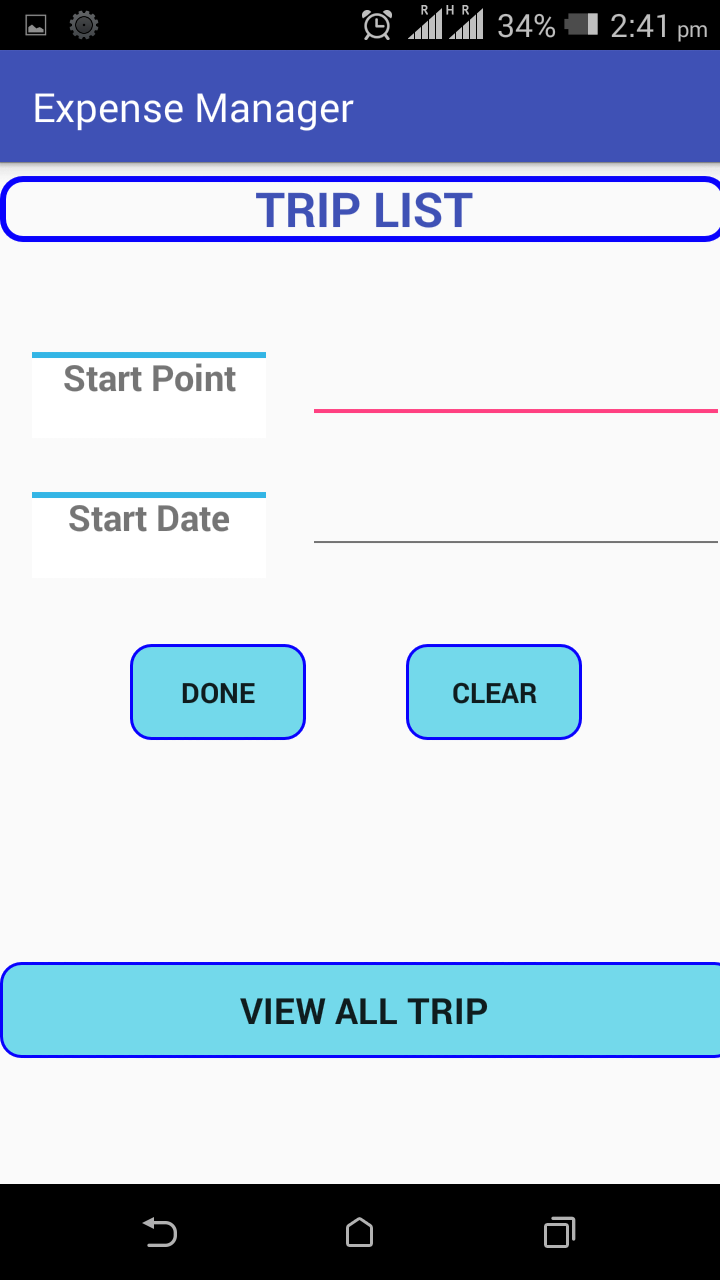 R H R 34% 2:41 pm
Expense Manager
TRIP LIST
Start Point
Start Date
DONE CLEAR
VIEW ALL TRIP